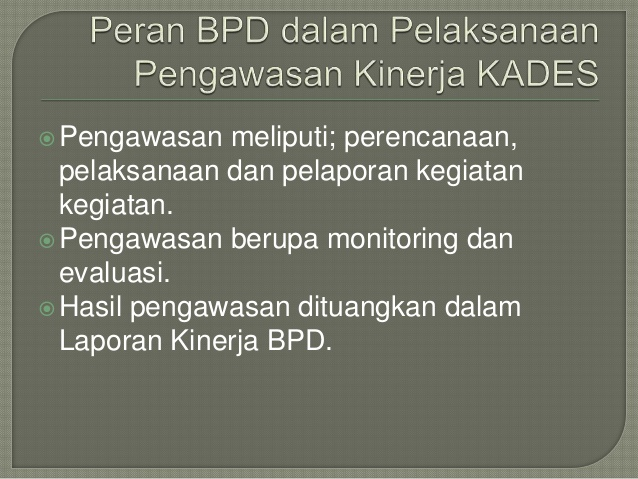 Peran BPD dalam Pelaksanaan
Pengawasan Kinerja KADES
Pengawasan meliputi; perencanaan,
pelaksanaan dan pelaporan kegiatan
kegiatan.
Pengawasan berupa monitoring dan
evaluasi.
Hasil pengawasan dituangkan dalam
Laporan Kinerja BPD.